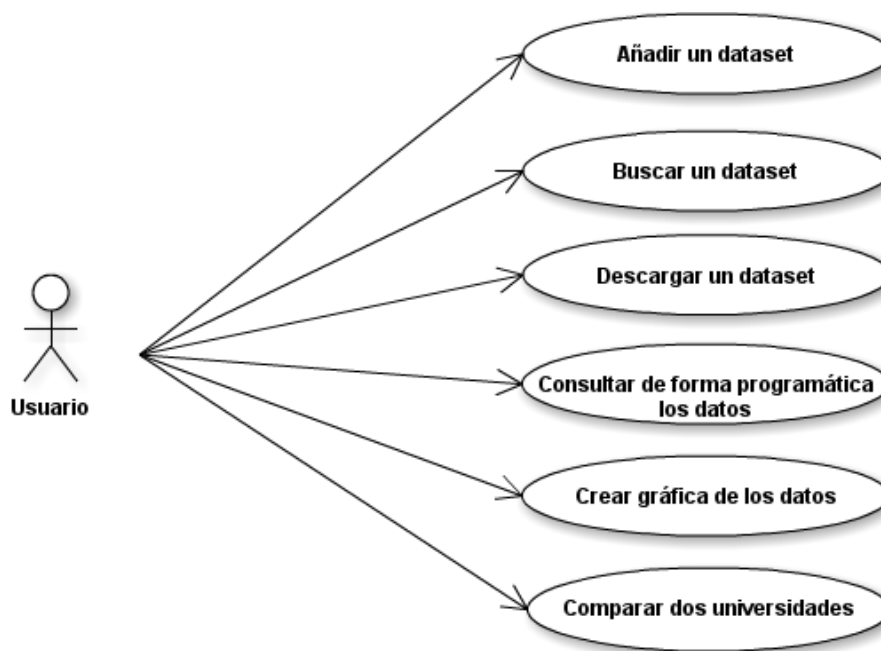 Añadir un dataset
Buscar un dataset
Descargar un dataset
Usuario
Consultar de forma programática
los datos
Crear gráfica de los datos
Comparar dos universidades